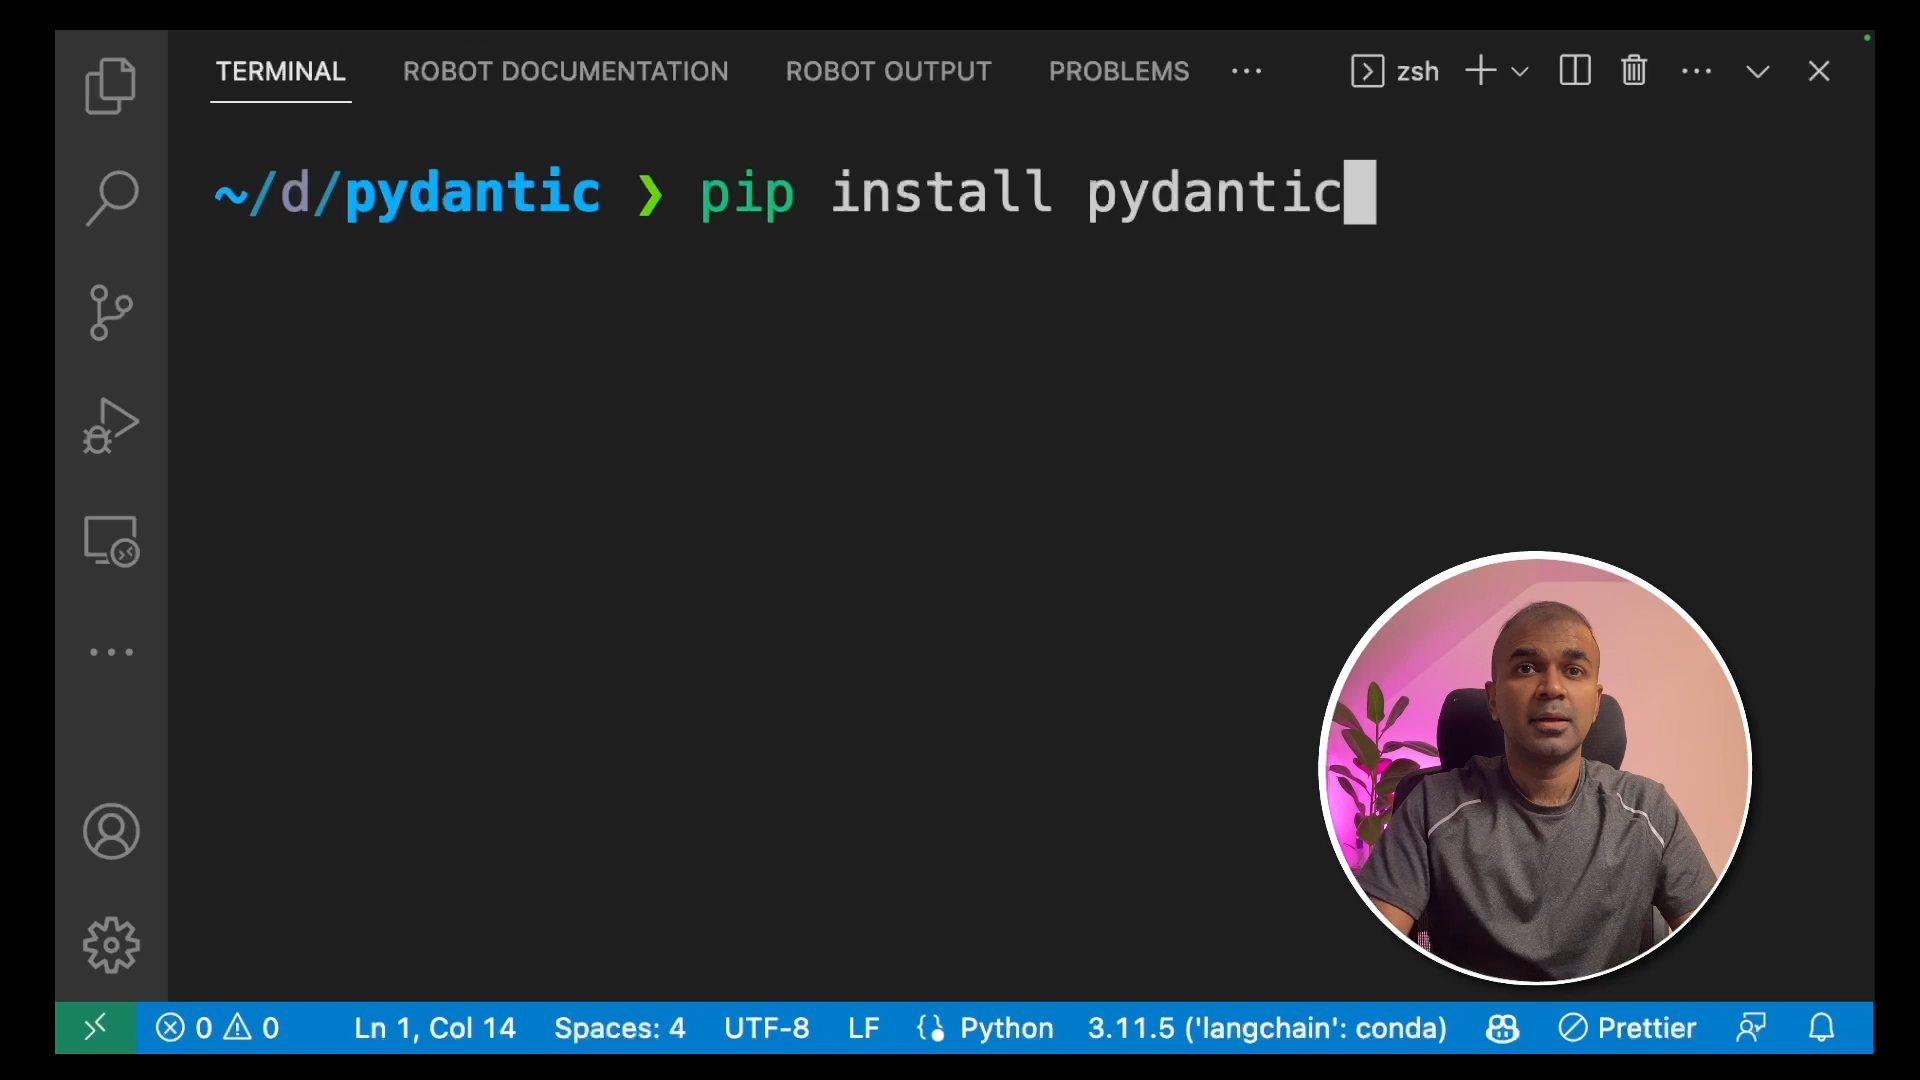 TERMINAL ROBOT DOCUMENTATION ROBOT OUTPUT PROBLEMS ··· zsh ···
~/d/pydantic ❯ pip install pydantic
0 0 Ln 1, Col 14 Spaces: 4 UTF-8 LF {} Python 3.11.5 ('langchain': conda) Prettier